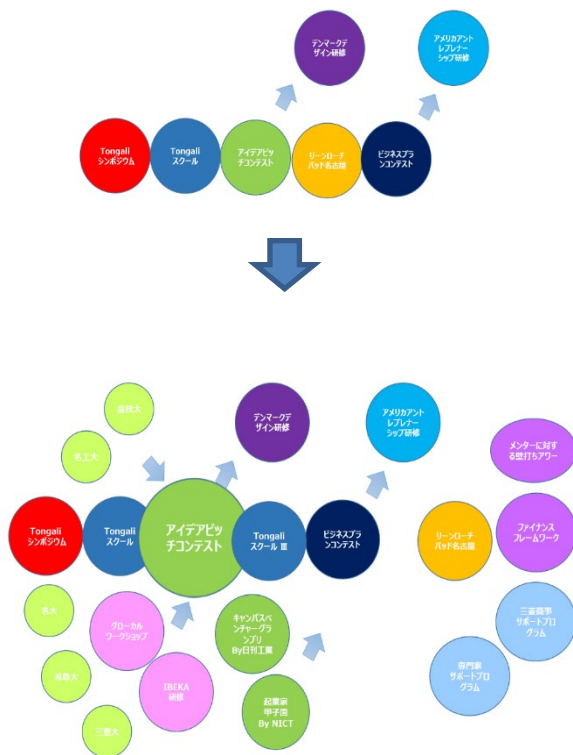 デンマークデ
ザイン研修
アメリカアント
レプレナー
シップ研修
Tongali
シンポジウム
Tongali
スクール
アイデアピッ
チコンテスト
リーンローチ
パッド名古屋
ビジネスプラ
ンコンテスト
豊技大
名工大
デンマークデ
ザイン研修
アメリカアント
レプレナー
シップ研修
メンターに対す
る壁打ちアワー
Tongali
シンポジウム
Tongali
スクール
アイデアピッ
チコンテスト
Tongali
スクール Ⅲ
ビジネスプラ
ンコンテスト
リーンローチ
パッド名古屋
ファイナンス
フレームワーク
名大
グローカル
ワークショップ
キャンパスベ
ンチャーグラ
ンプリ
By日刊工業
三菱商事
サポートプロ
グラム
IBEKA
研修
起業家
甲子園
By NICT
専門家
サポートプロ
グラム
三重大